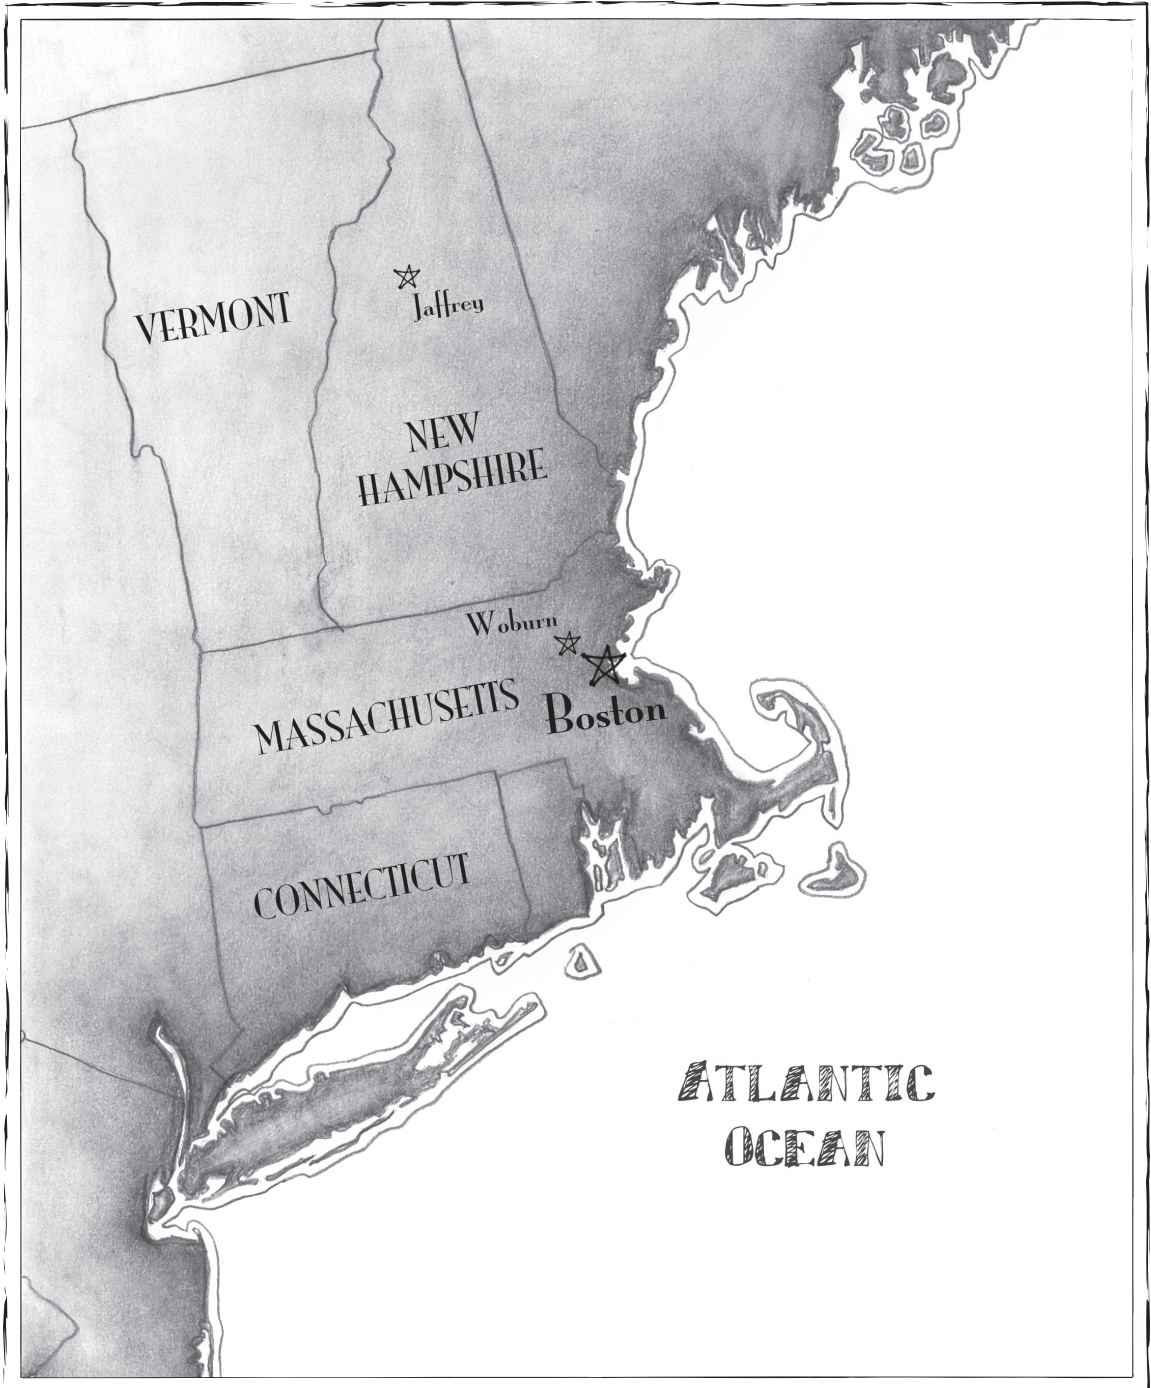 VERMONT
Jaffrey
NEW
HAMPSHIRE
Woburn
MASSACHUSETTS
Boston
CONNECTICUT
ATLANTIC
OCEAN